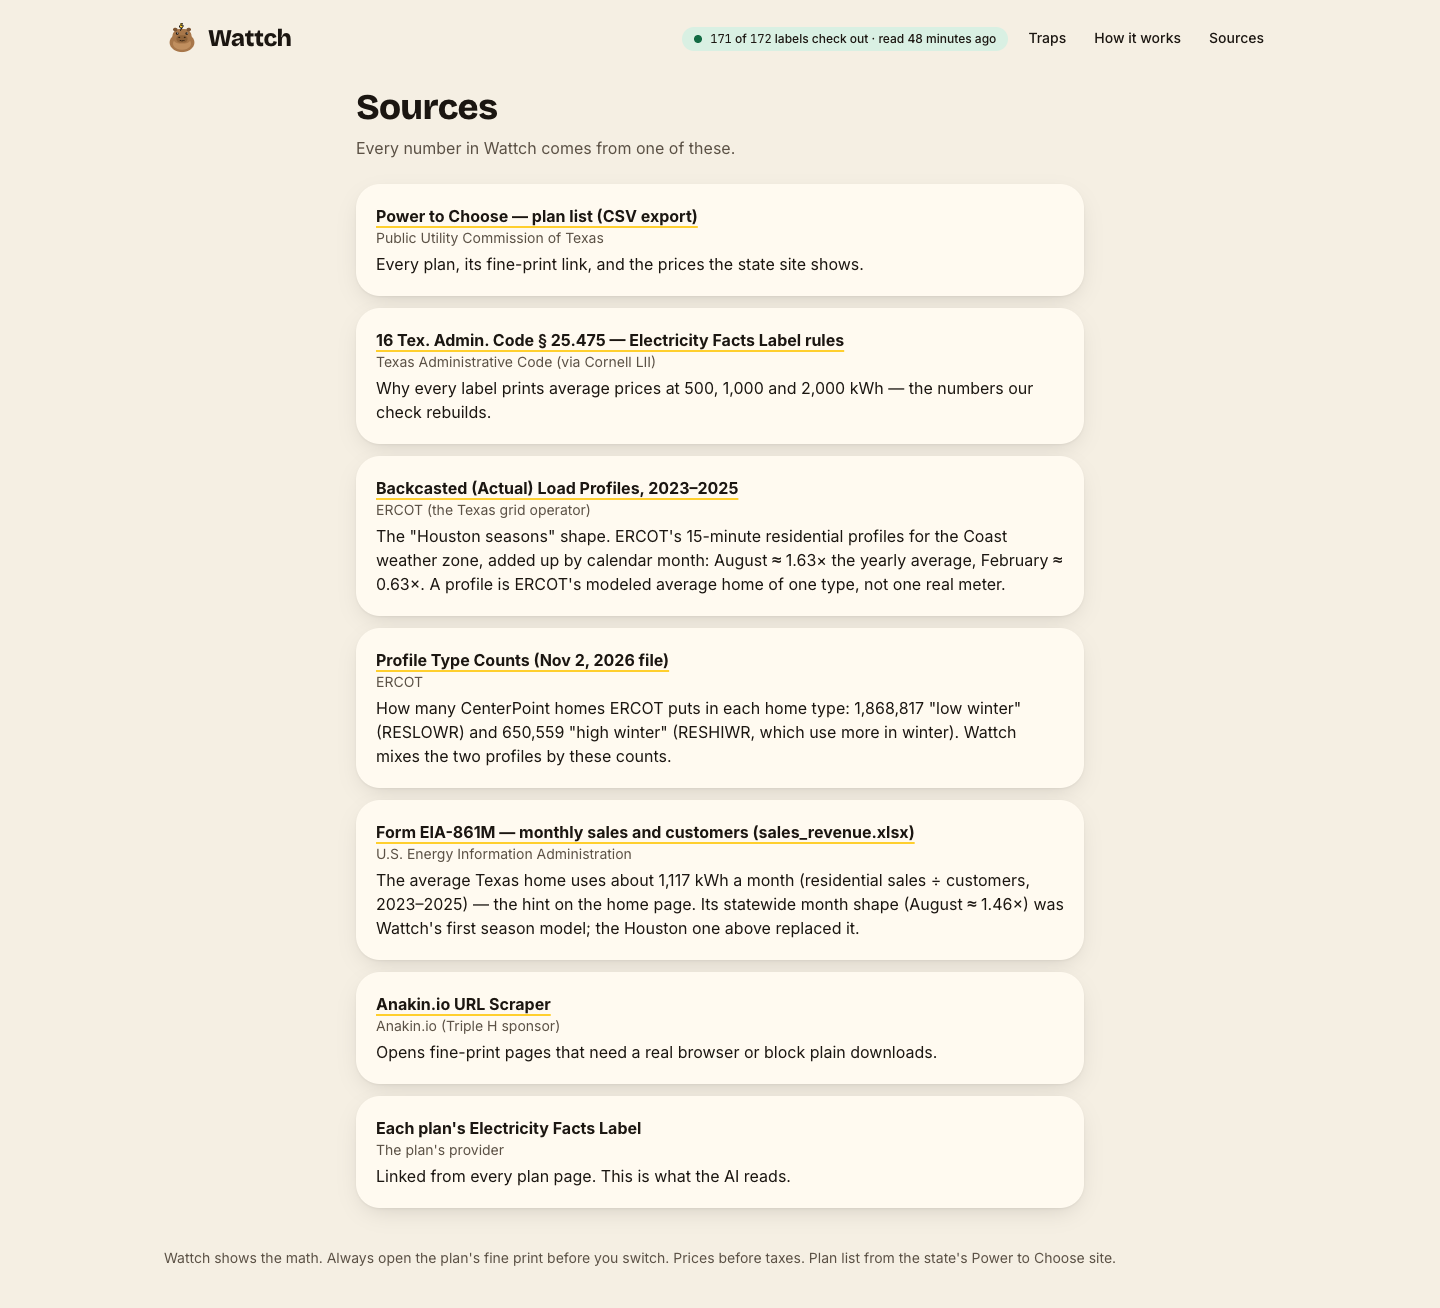 Wattch
171 of 172 labels check out · read 48 minutes ago
Traps
How it works
Sources
Sources
Every number in Wattch comes from one of these.
Power to Choose — plan list (CSV export)
Public Utility Commission of Texas
Every plan, its fine-print link, and the prices the state site shows.
16 Tex. Admin. Code § 25.475 — Electricity Facts Label rules
Texas Administrative Code (via Cornell LII)
Why every label prints average prices at 500, 1,000 and 2,000 kWh — the numbers our
check rebuilds.
Backcasted (Actual) Load Profiles, 2023–2025
ERCOT (the Texas grid operator)
The "Houston seasons" shape. ERCOT's 15-minute residential profiles for the Coast
weather zone, added up by calendar month: August ≈ 1.63× the yearly average, February ≈
0.63×. A profile is ERCOT's modeled average home of one type, not one real meter.
Profile Type Counts (Nov 2, 2026 file)
ERCOT
How many CenterPoint homes ERCOT puts in each home type: 1,868,817 "low winter"
(RESLOWR) and 650,559 "high winter" (RESHIWR, which use more in winter). Wattch
mixes the two profiles by these counts.
Form EIA-861M — monthly sales and customers (sales_revenue.xlsx)
U.S. Energy Information Administration
The average Texas home uses about 1,117 kWh a month (residential sales ÷ customers,
2023–2025) — the hint on the home page. Its statewide month shape (August ≈ 1.46×) was
Wattch's first season model; the Houston one above replaced it.
Anakin.io URL Scraper
Anakin.io (Triple H sponsor)
Opens fine-print pages that need a real browser or block plain downloads.
Each plan's Electricity Facts Label
The plan's provider
Linked from every plan page. This is what the AI reads.
Wattch shows the math. Always open the plan's fine print before you switch. Prices before taxes. Plan list from the state's Power to Choose site.